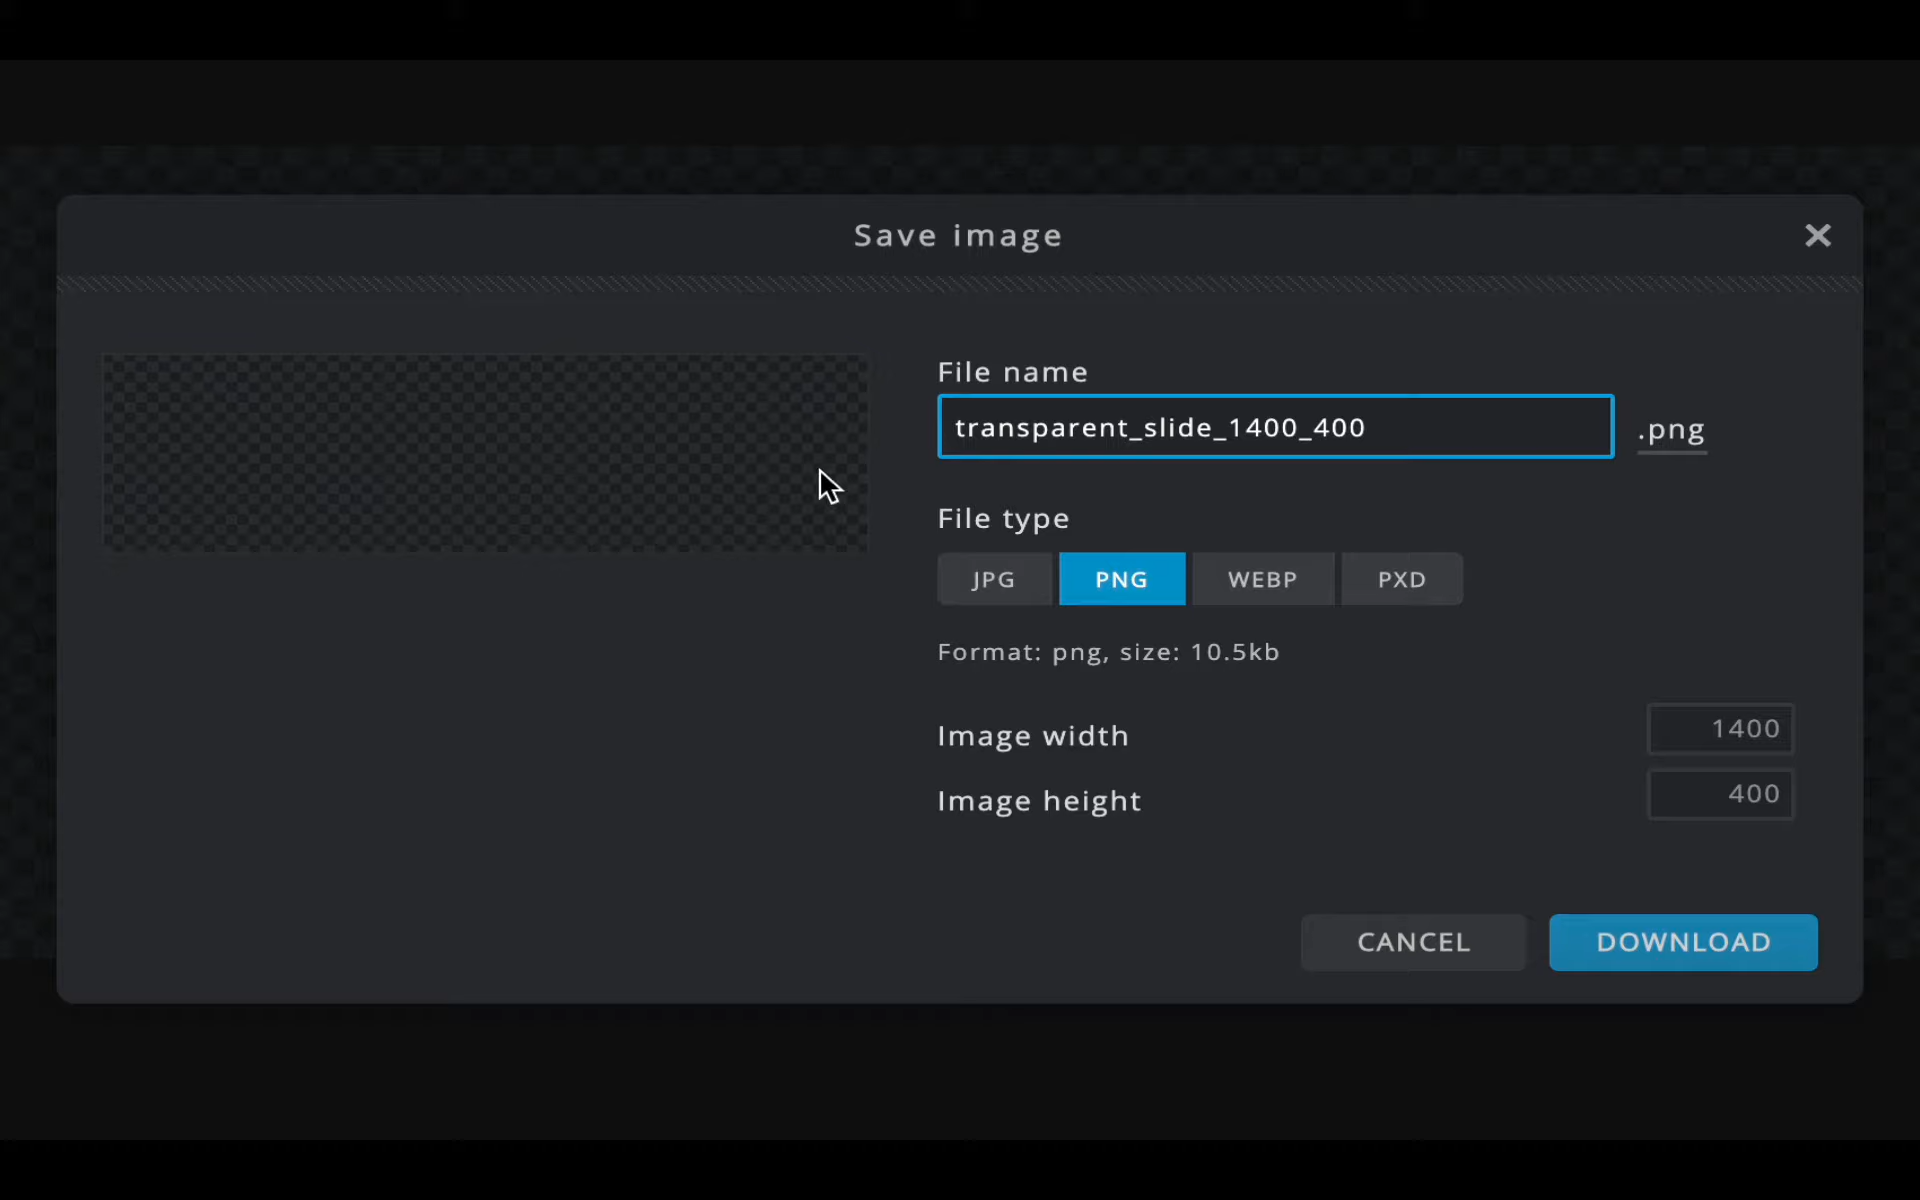 Save image
File name
transparent_slide_1400_400
.png
File type
JPG
PNG
WEBP
PXD
Format: png, size: 10.5kb
Image width
1400
Image height
400
CANCEL
DOWNLOAD